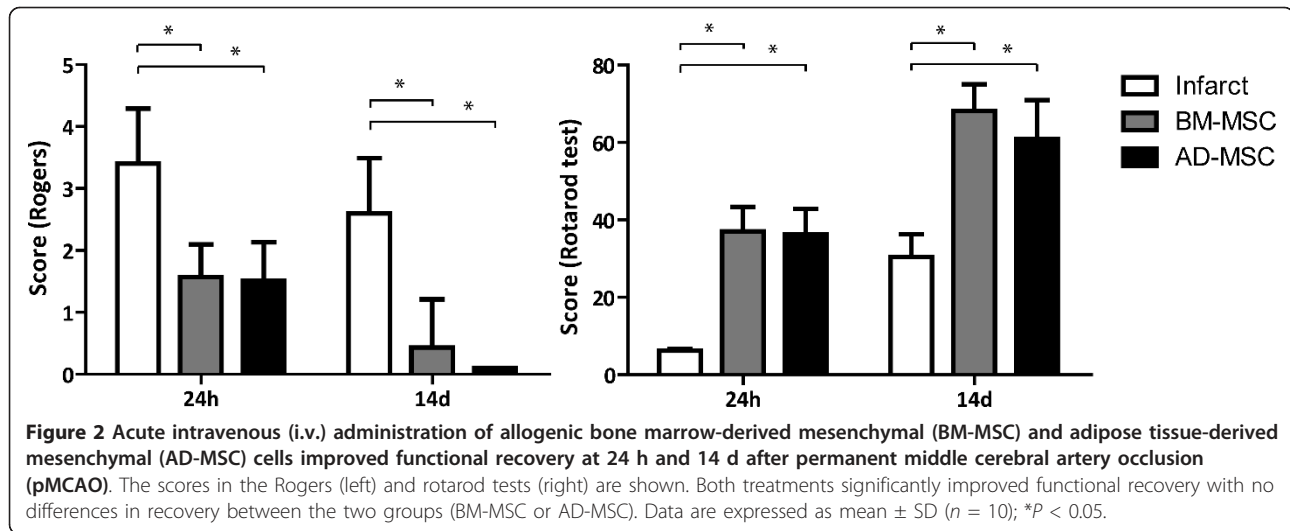 * *
* *
5
4
3
2
1
0
Score (Rogers)
24h 14d
* *
* *
80
60
40
20
0
Score (Rotarod test)
24h 14d
Infarct
BM-MSC
AD-MSC
Figure 2 Acute intravenous (i.v.) administration of allogenic bone marrow-derived mesenchymal (BM-MSC) and adipose tissue-derived
mesenchymal (AD-MSC) cells improved functional recovery at 24 h and 14 d after permanent middle cerebral artery occlusion
(pMCAO). The scores in the Rogers (left) and rotarod tests (right) are shown. Both treatments significantly improved functional recovery with no
differences in recovery between the two groups (BM-MSC or AD-MSC). Data are expressed as mean ± SD (n = 10); *P < 0.05.